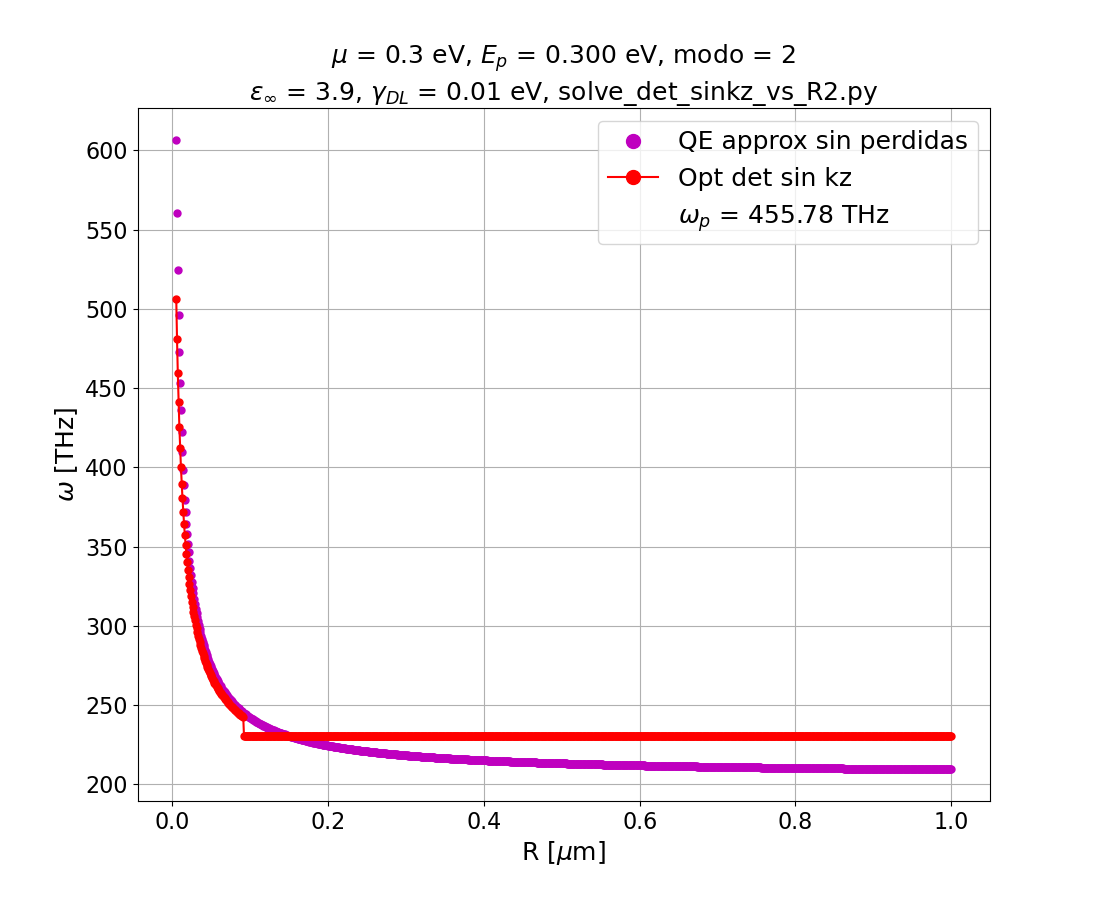 μ = 0.3 eV, E_p = 0.300 eV, modo = 2
ε_∞ = 3.9, γ_DL = 0.01 eV, solve_det_sinkz_vs_R2.py
QE approx sin perdidas
Opt det sin kz
ω_p = 455.78 THz
600
550
500
450
400
350
300
250
200
ω [THz]
0.0 0.2 0.4 0.6 0.8 1.0
R [μm]